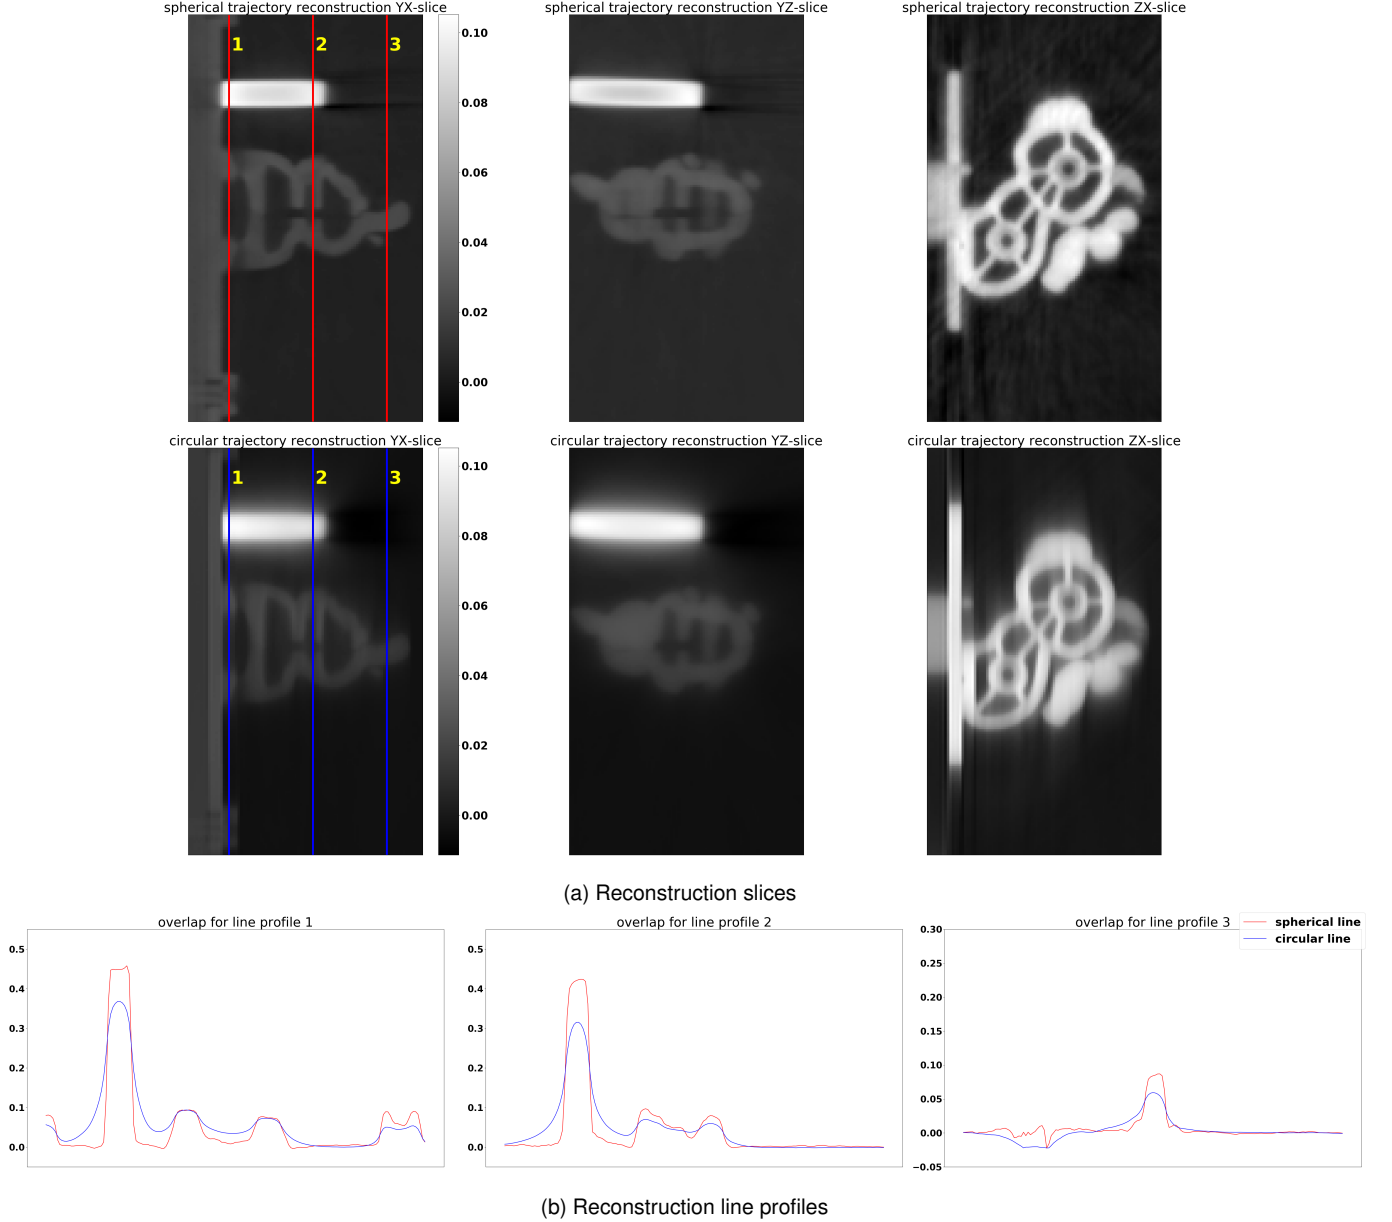 spherical trajectory reconstruction YX-slice
spherical trajectory reconstruction YZ-slice
spherical trajectory reconstruction ZX-slice
1 2 3
0.10
0.08
0.06
0.04
0.02
0.00
circular trajectory reconstruction YX-slice
circular trajectory reconstruction YZ-slice
circular trajectory reconstruction ZX-slice
1 2 3
0.10
0.08
0.06
0.04
0.02
0.00
(a) Reconstruction slices
overlap for line profile 1
0.5
0.4
0.3
0.2
0.1
0.0
overlap for line profile 2
0.5
0.4
0.3
0.2
0.1
0.0
overlap for line profile 3
spherical line
circular line
0.30
0.25
0.20
0.15
0.10
0.05
0.00
−0.05
(b) Reconstruction line profiles